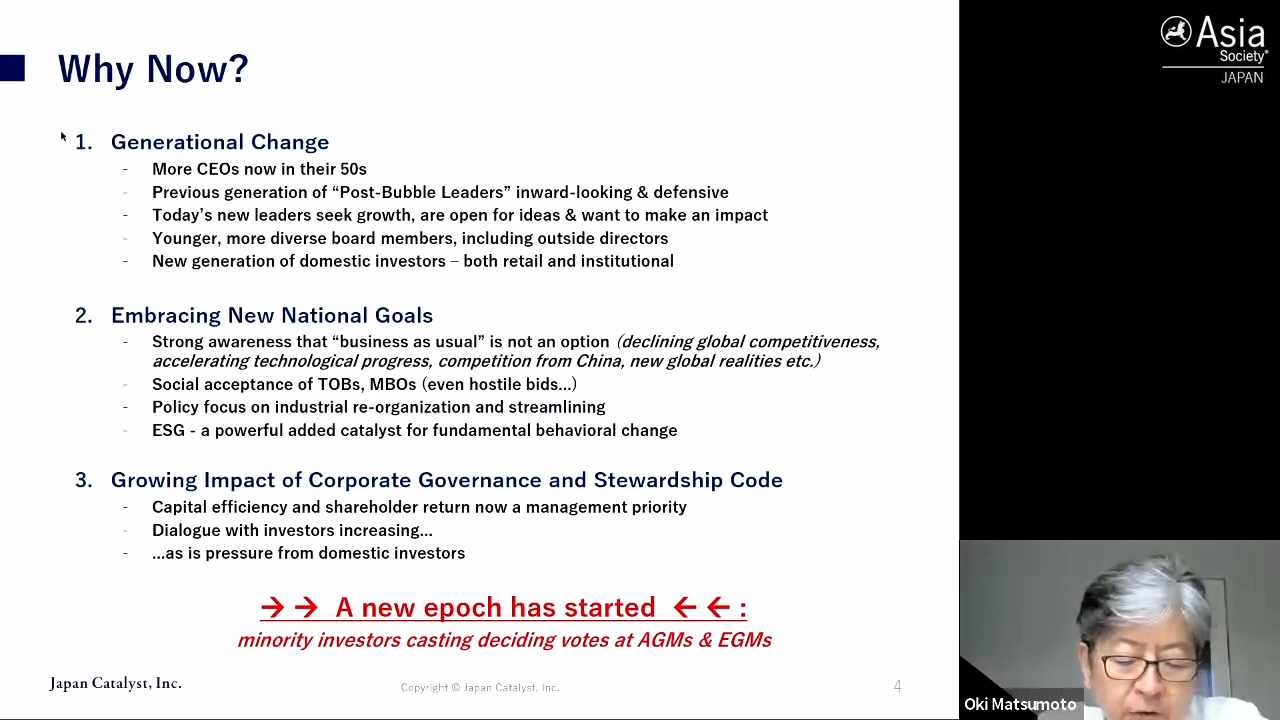 Why Now?
1. Generational Change
- More CEOs now in their 50s
- Previous generation of “Post-Bubble Leaders” inward-looking & defensive
- Today’s new leaders seek growth, are open for ideas & want to make an impact
- Younger, more diverse board members, including outside directors
- New generation of domestic investors – both retail and institutional
2. Embracing New National Goals
- Strong awareness that “business as usual” is not an option (declining global competitiveness,
accelerating technological progress, competition from China, new global realities etc.)
- Social acceptance of TOBs, MBOs (even hostile bids...)
- Policy focus on industrial re-organization and streamlining
- ESG - a powerful added catalyst for fundamental behavioral change
3. Growing Impact of Corporate Governance and Stewardship Code
- Capital efficiency and shareholder return now a management priority
- Dialogue with investors increasing...
- ...as is pressure from domestic investors
→ → A new epoch has started ← ← :
minority investors casting deciding votes at AGMs & EGMs
Japan Catalyst, Inc.
Copyright © Japan Catalyst. Inc.
4
Asia
Society®
JAPAN
Oki Matsumoto